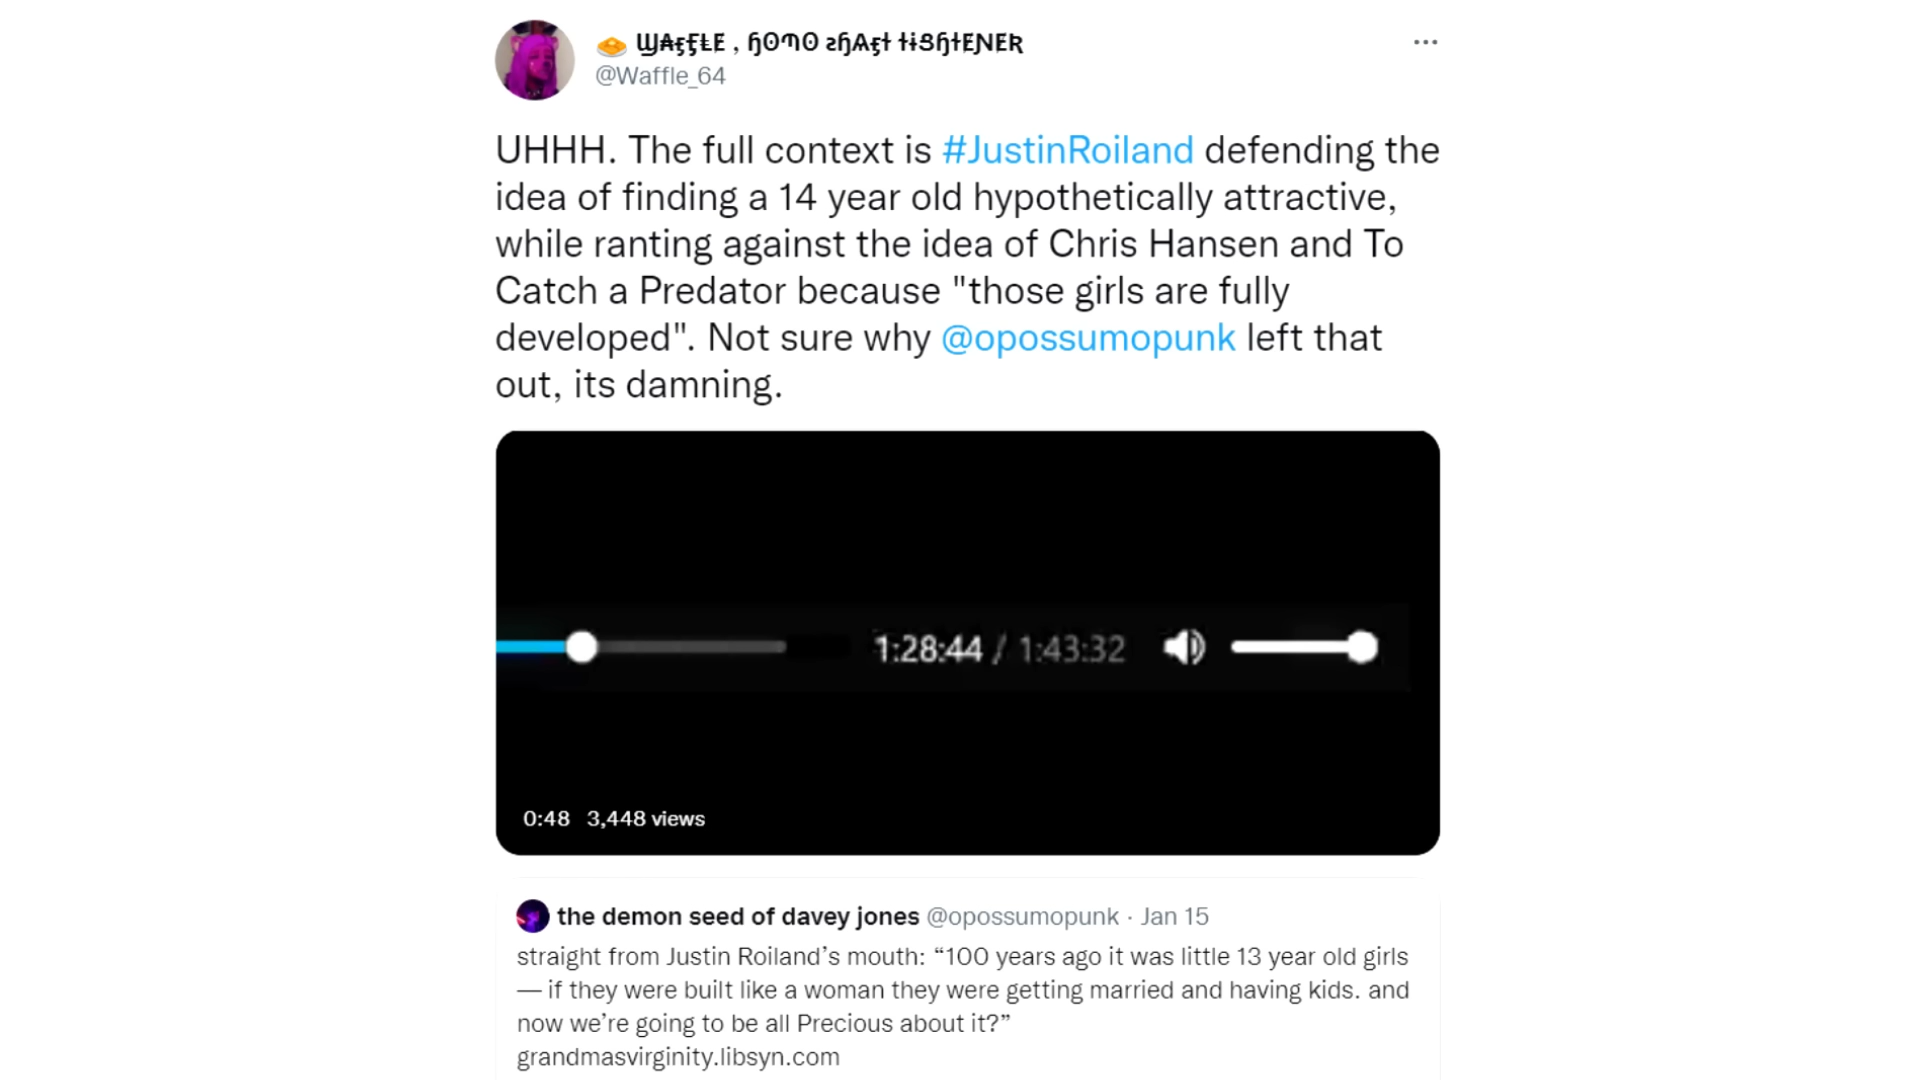 🧇 ƜȺꞙƑŁE , ɧʘՊʘ ƨɧAꞙƚ ƚɨՑɧƚEƝEƦ
@Waffle_64
UHHH. The full context is #JustinRoiland defending the
idea of finding a 14 year old hypothetically attractive,
while ranting against the idea of Chris Hansen and To
Catch a Predator because "those girls are fully
developed". Not sure why @opossumopunk left that
out, its damning.
1:28:44 / 1:43:32
0:48 3,448 views
the demon seed of davey jones @opossumopunk · Jan 15
straight from Justin Roiland’s mouth: “100 years ago it was little 13 year old girls
— if they were built like a woman they were getting married and having kids. and
now we’re going to be all Precious about it?”
grandmasvirginity.libsyn.com